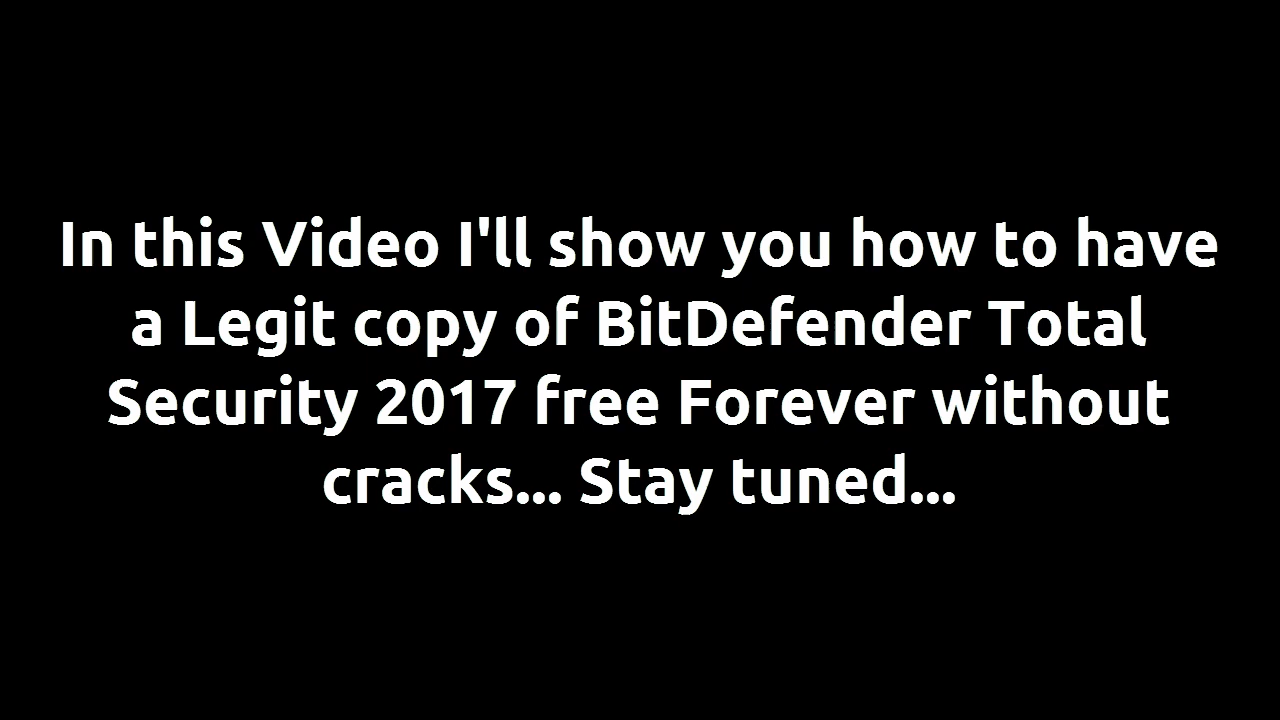 In this Video I'll show you how to have
a Legit copy of BitDefender Total
Security 2017 free Forever without
cracks... Stay tuned...